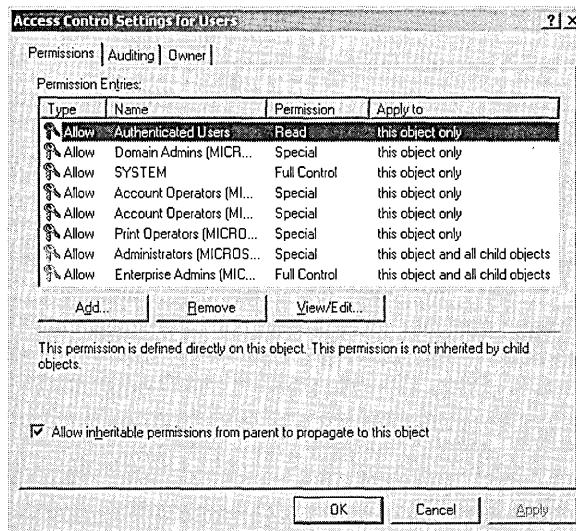 Access Control Settings for Users ? X
Permissions Auditing Owner
Permission Entries:
Type Name Permission Apply to
Allow Authenticated Users Read this object only
Allow Domain Admins (MICR... Special this object only
Allow SYSTEM Full Control this object only
Allow Account Operators (MI... Special this object only
Allow Account Operators (MI... Special this object only
Allow Print Operators (MICRO... Special this object only
Allow Administrators (MICROS... Special this object and all child objects
Allow Enterprise Admins (MIC... Full Control this object and all child objects
Add... Remove View/Edit...
This permission is defined directly on this object. This permission is not inherited by child
objects.
Allow inheritable permissions from parent to propagate to this object
OK Cancel Apply